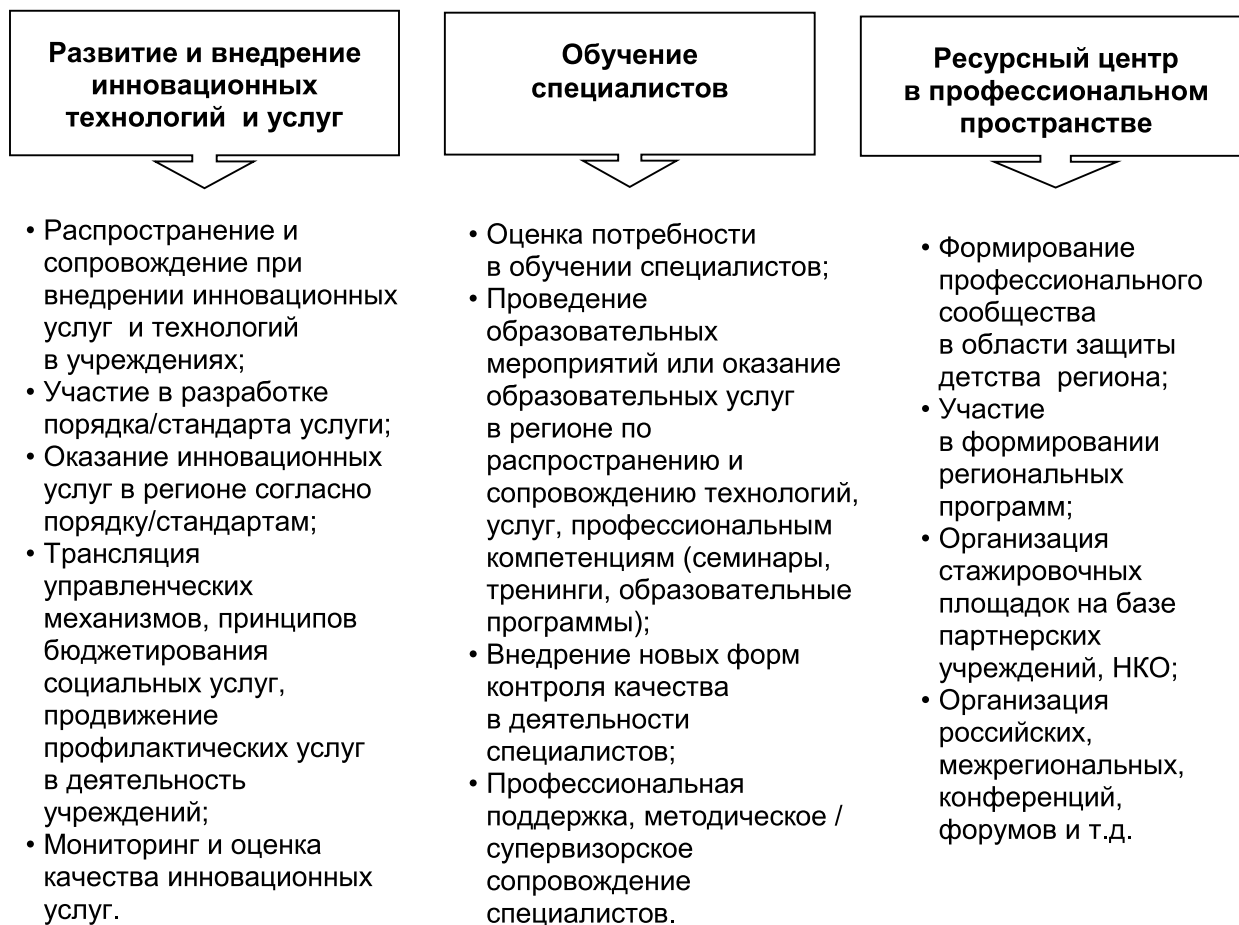 Развитие и внедрение
инновационных
технологий и услуг
Распространение и
сопровождение при
внедрении инновационных
услуг и технологий
в учреждениях;
Участие в разработке
порядка/стандарта услуги;
Оказание инновационных
услуг в регионе согласно
порядку/стандартам;
Трансляция
управленческих
механизмов, принципов
бюджетирования
социальных услуг,
продвижение
профилактических услуг
в деятельность
учреждений;
Мониторинг и оценка
качества инновационных
услуг.
Обучение
специалистов
Оценка потребности
в обучении специалистов;
Проведение
образовательных
мероприятий или оказание
образовательных услуг
в регионе по
распространению и
сопровождению технологий,
услуг, профессиональным
компетенциям (семинары,
тренинги, образовательные
программы);
Внедрение новых форм
контроля качества
в деятельности
специалистов;
Профессиональная
поддержка, методическое /
супервизорское
сопровождение
специалистов.
Ресурсный центр
в профессиональном
пространстве
Формирование
профессионального
сообщества
в области защиты
детства региона;
Участие
в формировании
региональных
программ;
Организация
стажировочных
площадок на базе
партнерских
учреждений, НКО;
Организация
российских,
межрегиональных,
конференций,
форумов и т.д.